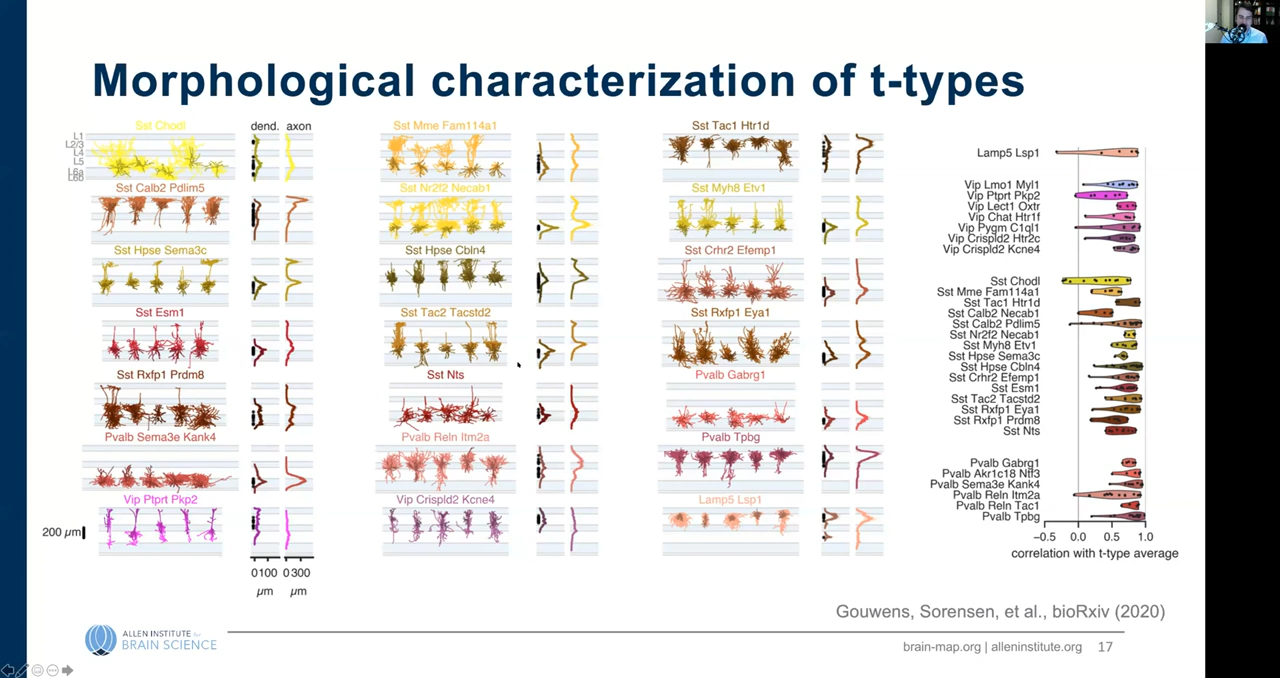 Morphological characterization of t-types
Sst Chodl
dend. axon
L1
L2/3
L4
L5
L6a
L6b
Sst Calb2 Pdlim5
Sst Hpse Sema3c
Sst Esm1
Sst Rxfp1 Prdm8
Pvalb Sema3e Kank4
Vip Ptprt Pkp2
200 µm
0 100
0 300
µm
µm
Sst Mme Fam114a1
Sst Nr2f2 Necab1
Sst Hpse Cbln4
Sst Tac2 Tacstd2
Sst Nts
Pvalb Reln Itm2a
Vip Crispld2 Kcne4
Sst Tac1 Htr1d
Sst Myh8 Etv1
Sst Crhr2 Efemp1
Sst Rxfp1 Eya1
Pvalb Gabrg1
Pvalb Tpbg
Lamp5 Lsp1
Lamp5 Lsp1
Vip Lmo1 Myl1
Vip Ptprt Pkp2
Vip Lect1 Oxtr
Vip Chat Htr1f
Vip Pygm C1ql1
Vip Crispld2 Htr2c
Vip Crispld2 Kcne4
Sst Chodl
Sst Mme Fam114a1
Sst Tac1 Htr1d
Sst Calb2 Necab1
Sst Calb2 Pdlim5
Sst Nr2f2 Necab1
Sst Myh8 Etv1
Sst Hpse Sema3c
Sst Hpse Cbln4
Sst Crhr2 Efemp1
Sst Esm1
Sst Tac2 Tacstd2
Sst Rxfp1 Eya1
Sst Rxfp1 Prdm8
Sst Nts
Pvalb Gabrg1
Pvalb Akr1c18 Ntf3
Pvalb Sema3e Kank4
Pvalb Reln Itm2a
Pvalb Reln Tac1
Pvalb Tpbg
−0.5 0.0 0.5 1.0
correlation with t-type average
Gouwens, Sorensen, et al., bioRxiv (2020)
ALLEN INSTITUTE for
BRAIN SCIENCE
brain-map.org | alleninstitute.org 17